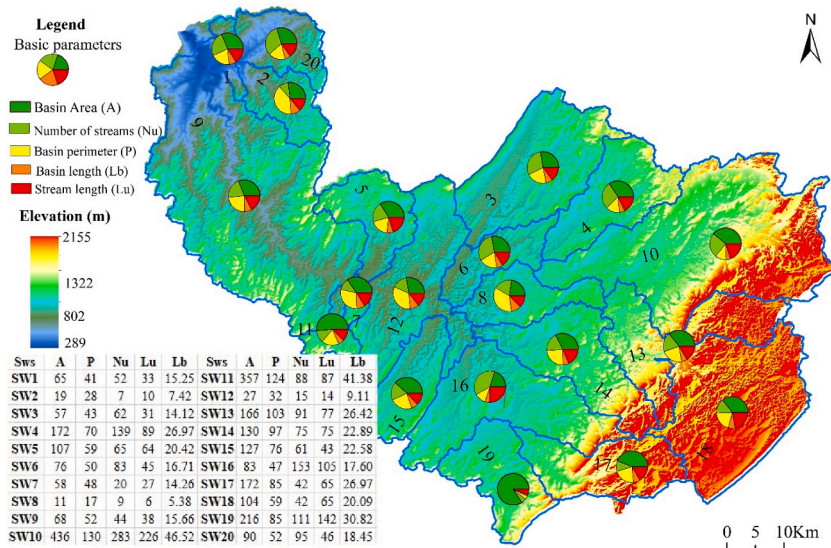 Legend
Basic parameters
Basin Area (A)
Number of streams (Nu)
Basin perimeter (P)
Basin length (Lb)
Stream length (Lu)
Elevation (m)
2155
1322
802
289
N
1
2
20
9
5
3
4
6
10
8
7
12
11
13
14
16
15
18
17
19
Sws A P Nu Lu Lb Sws A P Nu Lu Lb
SW1 65 41 52 33 15.25 SW11 357 124 88 87 41.38
SW2 19 28 7 10 7.42 SW12 27 32 15 14 9.11
SW3 57 43 62 31 14.12 SW13 166 103 91 77 26.42
SW4 172 70 139 89 26.97 SW14 130 97 75 75 22.89
SW5 107 59 65 64 20.42 SW15 127 76 61 43 22.58
SW6 76 50 83 45 16.71 SW16 83 47 153 105 17.60
SW7 58 48 20 27 14.26 SW17 172 85 42 65 26.97
SW8 11 17 9 6 5.38 SW18 104 59 42 65 20.09
SW9 68 52 44 38 15.66 SW19 216 85 111 142 30.82
SW10 436 130 283 226 46.52 SW20 90 52 95 46 18.45
0 5 10Km